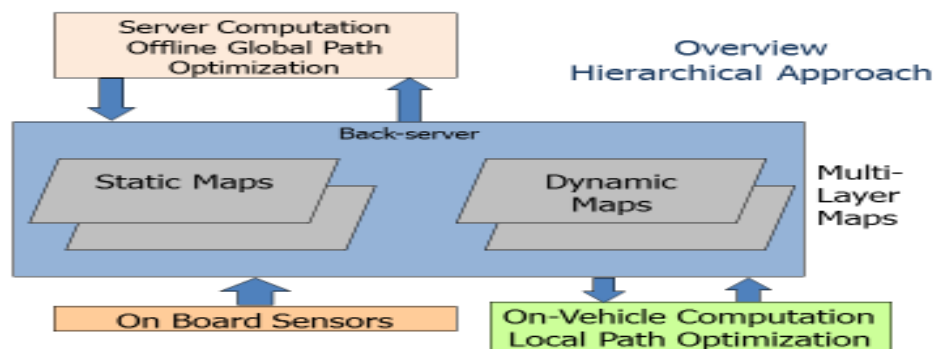 Server Computation
Offline Global Path
Optimization
Overview
Hierarchical Approach
Back-server
Static Maps
Dynamic
Maps
Multi-
Layer
Maps
On Board Sensors
On-Vehicle Computation
Local Path Optimization